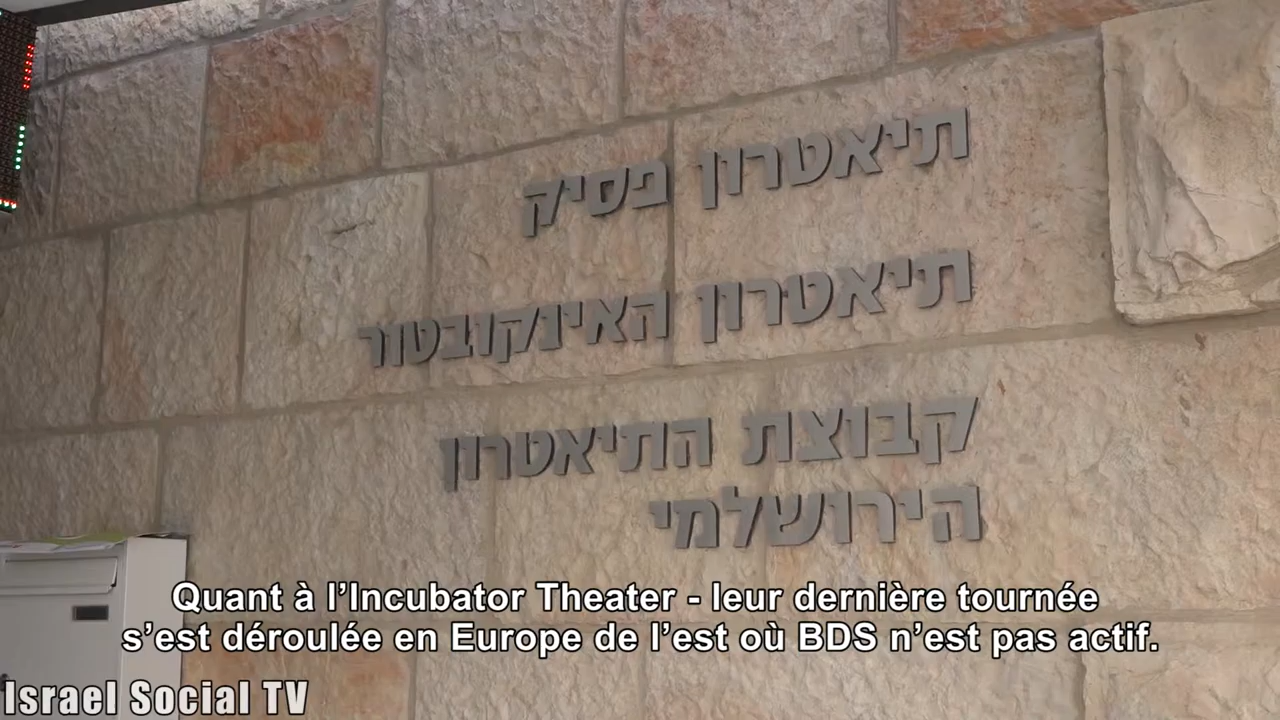 תיאטרון פסיק
תיאטרון האינקובטור
קבוצת התיאטרון
הירושלמי
Quant à l’Incubator Theater - leur dernière tournée
s’est déroulée en Europe de l’est où BDS n’est pas actif.
Israel Social TV